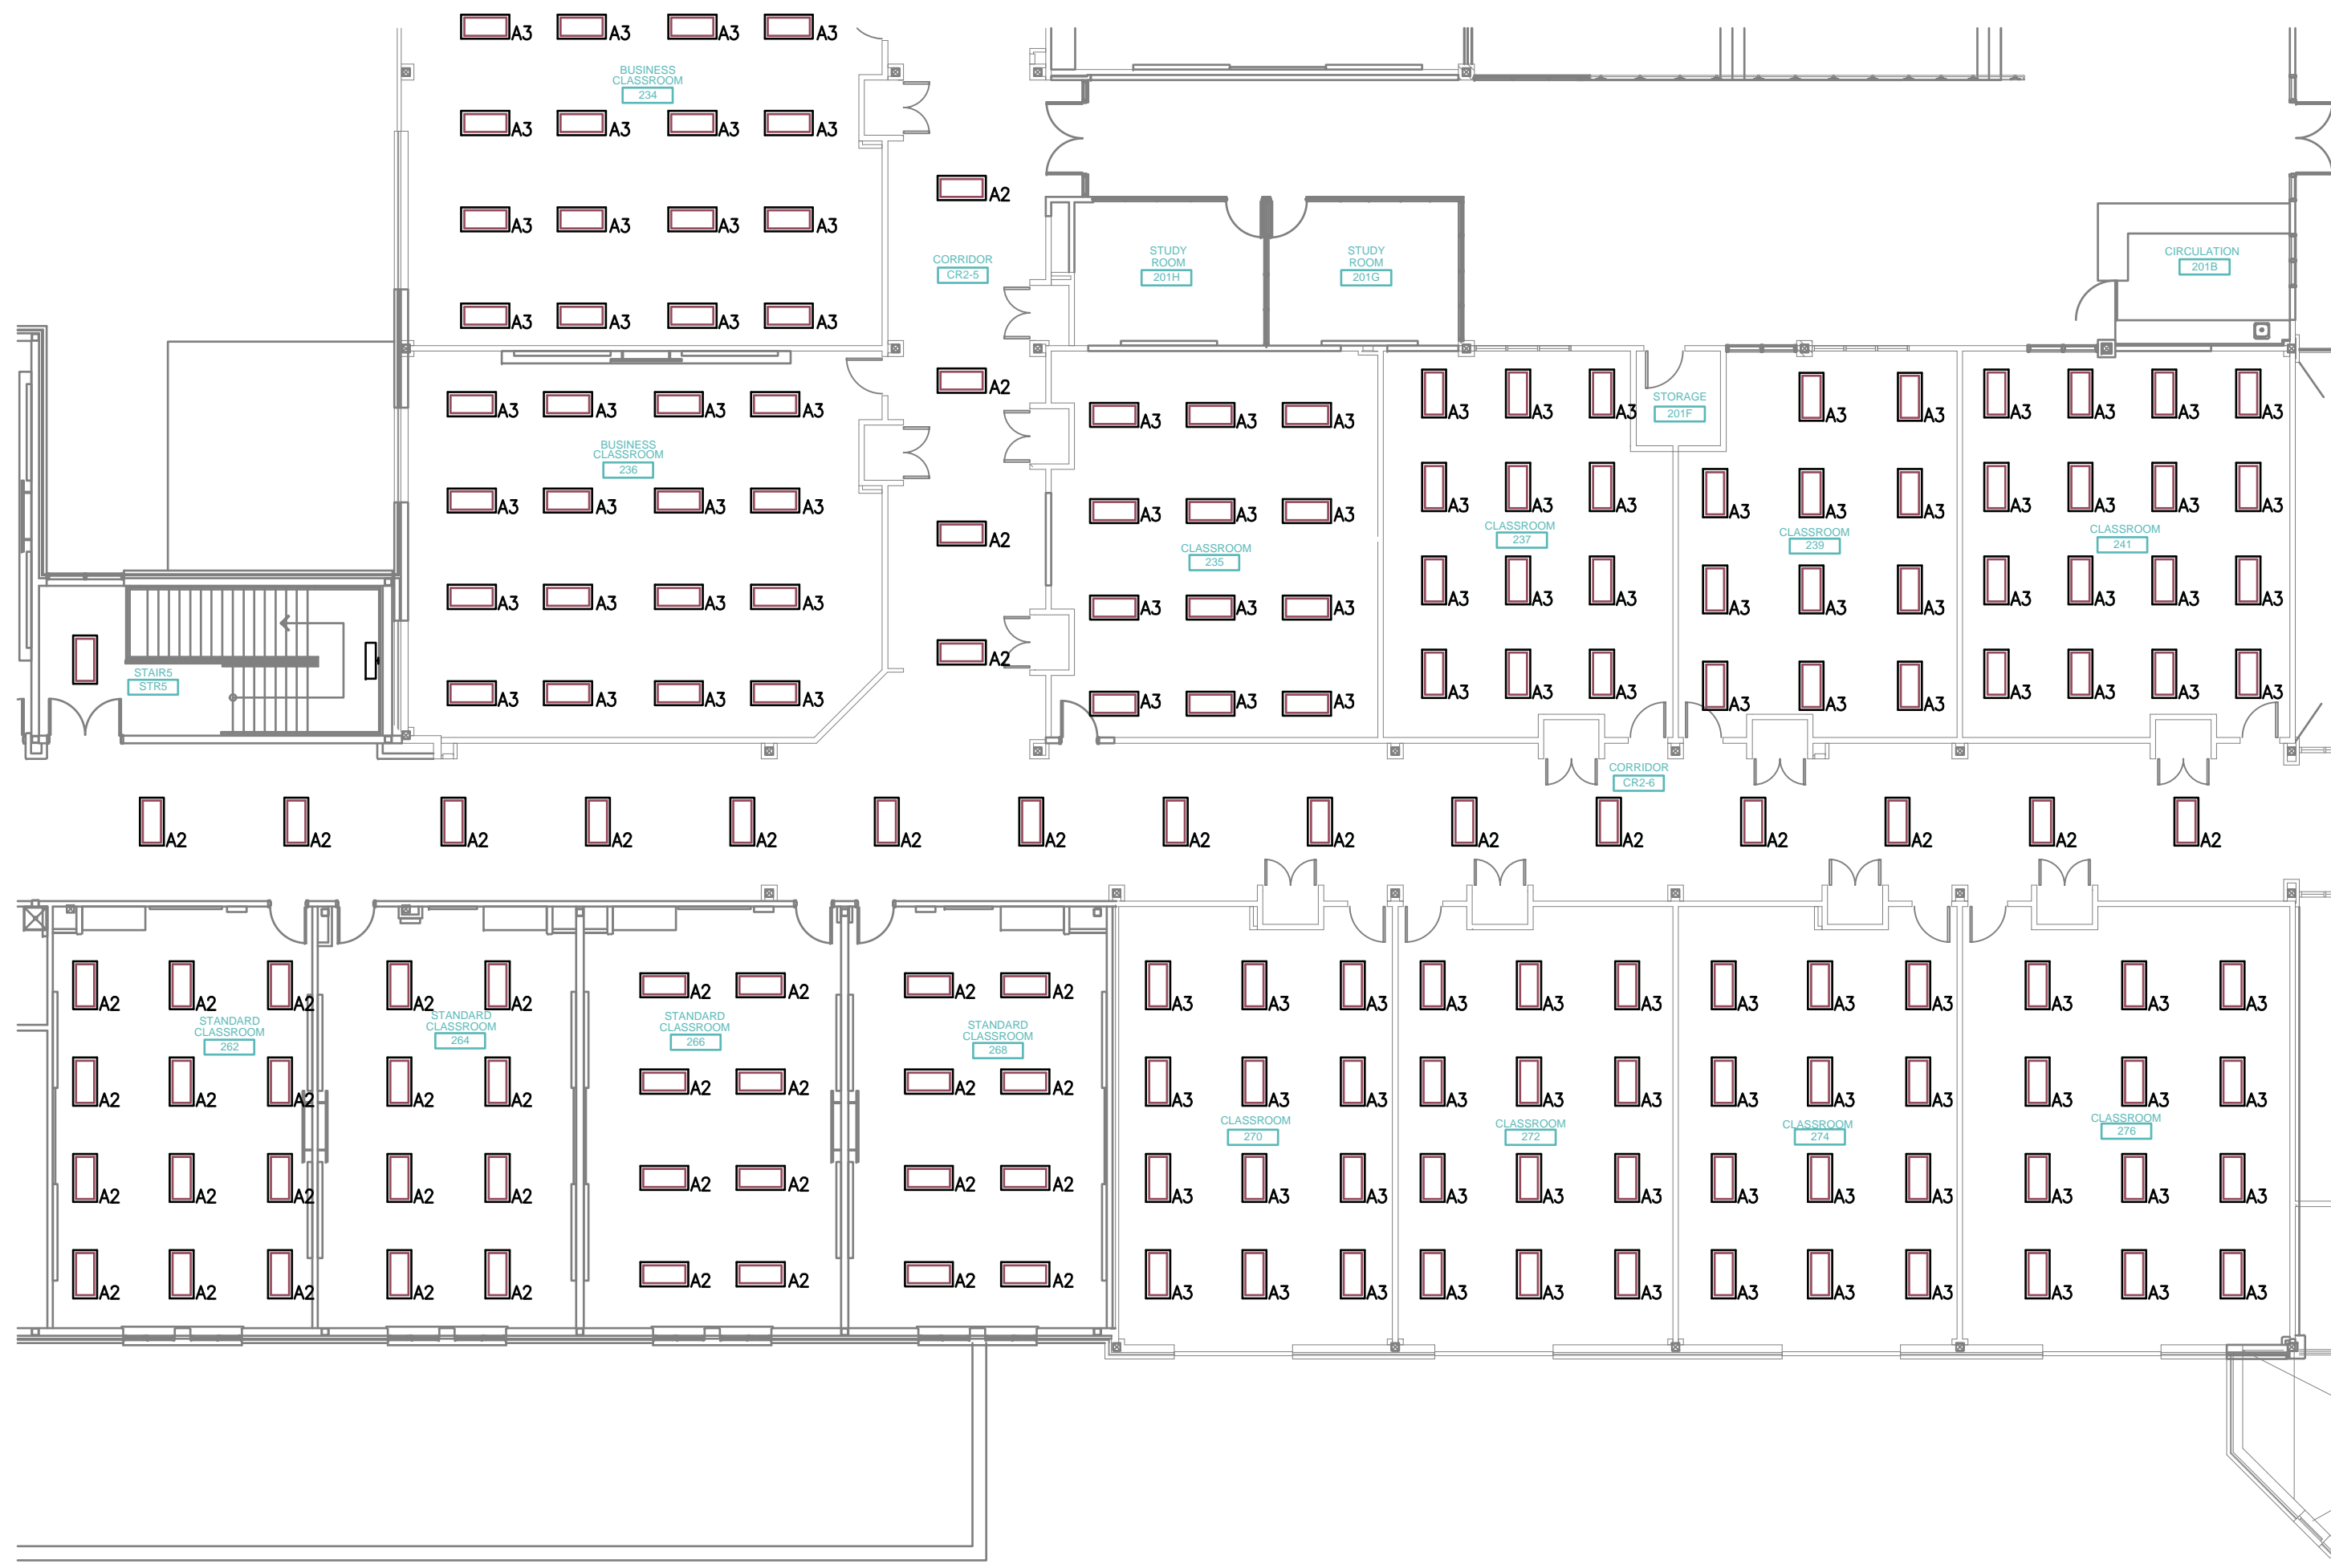 A3 A3 A3 A3
BUSINESS
CLASSROOM
234
A3 A3 A3 A3
A2
A3 A3 A3 A3
CORRIDOR
CR2-5
STUDY
ROOM
201H
STUDY
ROOM
201G
CIRCULATION
201B
A3 A3 A3 A3
A2
A3 A3 A3 A3 A3 A3 A3 A3 A3 A3 A3 A3 A3 A3 A3 A3
STORAGE
201F
BUSINESS
CLASSROOM
236
A3 A3 A3 A3 A3 A3 A3 A3 A3 A3 A3 A3 A3 A3 A3 A3 A3
A2
CLASSROOM
235
CLASSROOM
237
CLASSROOM
239
CLASSROOM
241
A3 A3 A3 A3 A3 A3 A3 A3 A3 A3 A3 A3 A3 A3 A3 A3 A3
A2
STAIR5
STR5
A3 A3 A3 A3 A3 A3 A3 A3 A3 A3 A3 A3 A3 A3 A3 A3 A3
CORRIDOR
CR2-6
A2 A2 A2 A2 A2 A2 A2 A2 A2 A2 A2 A2 A2 A2 A2
A2 A2 A2 A2 A2 A2 A2 A2 A2 A3 A3 A3 A3 A3 A3 A3 A3 A3 A3 A3 A3
STANDARD
CLASSROOM
262
STANDARD
CLASSROOM
264
STANDARD
CLASSROOM
266
STANDARD
CLASSROOM
268
A2 A2 A2 A2 A2 A2 A2 A2 A2 A3 A3 A3 A3 A3 A3 A3 A3 A3 A3 A3 A3
CLASSROOM
270
CLASSROOM
272
CLASSROOM
274
CLASSROOM
276
A2 A2 A2 A2 A2 A2 A2 A2 A2 A3 A3 A3 A3 A3 A3 A3 A3 A3 A3 A3 A3
A2 A2 A2 A2 A2 A2 A2 A2 A2 A3 A3 A3 A3 A3 A3 A3 A3 A3 A3 A3 A3